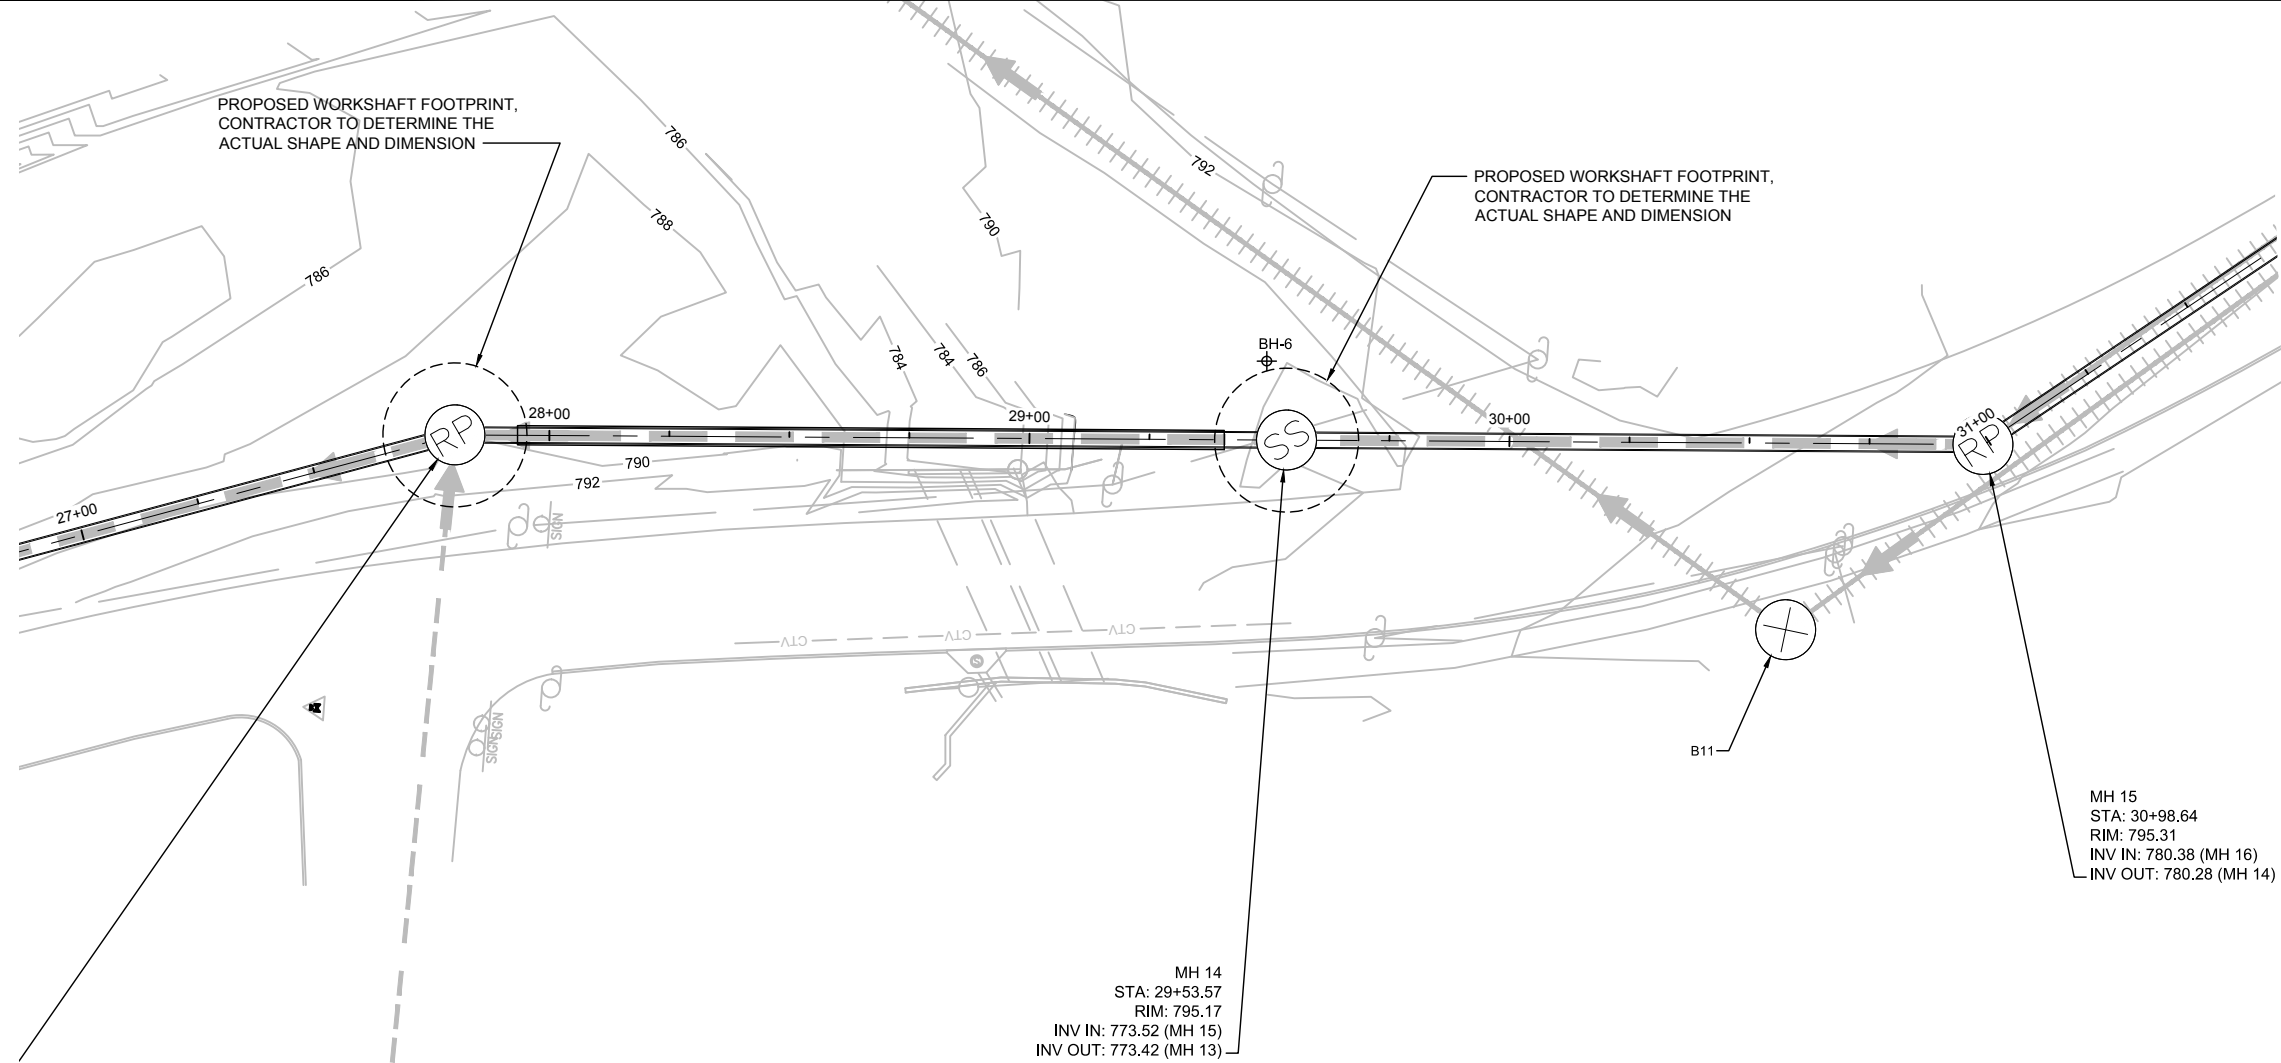 PROPOSED WORKSHAFT FOOTPRINT,
CONTRACTOR TO DETERMINE THE
ACTUAL SHAPE AND DIMENSION
786
792
PROPOSED WORKSHAFT FOOTPRINT,
CONTRACTOR TO DETERMINE THE
ACTUAL SHAPE AND DIMENSION
788
790
786
BH-6
784
784
786
28+00
29+00
30+00
31+00
RP
SS
RP
790
792
27+00
SIGN
CTV
CTV
CTV
S
SIGN
SIGN
B11
MH 15
STA: 30+98.64
RIM: 795.31
INV IN: 780.38 (MH 16)
INV OUT: 780.28 (MH 14)
MH 14
STA: 29+53.57
RIM: 795.17
INV IN: 773.52 (MH 15)
INV OUT: 773.42 (MH 13)